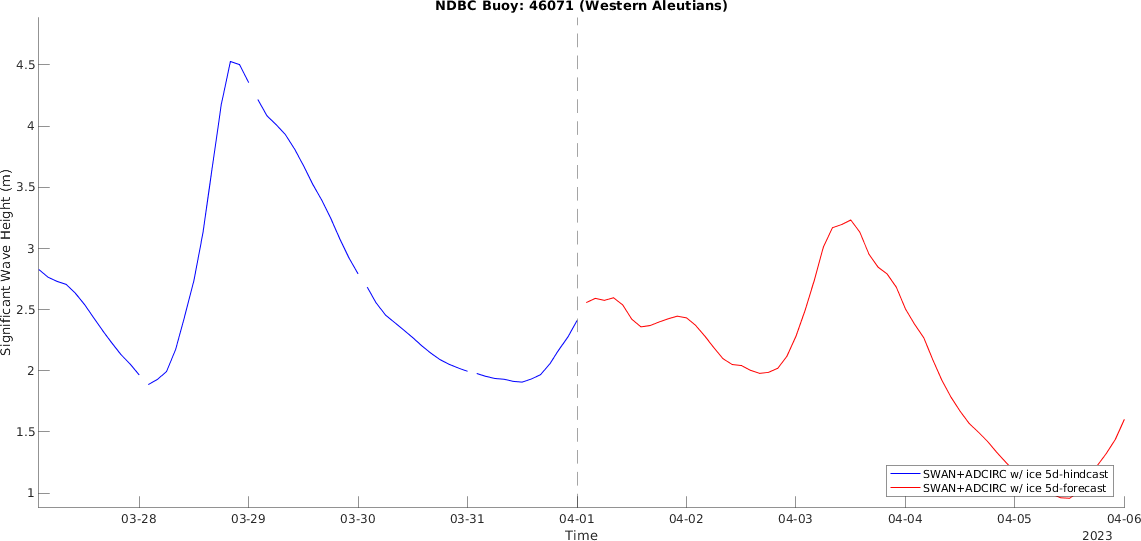 NDBC Buoy: 46071 (Western Aleutians)
4.5
4
3.5
3
2.5
2
1.5
1
Significant Wave Height (m)
SWAN+ADCIRC w/ ice 5d-hindcast
SWAN+ADCIRC w/ ice 5d-forecast
03-28 03-29 03-30 03-31 04-01 04-02 04-03 04-04 04-05 04-06
Time
2023